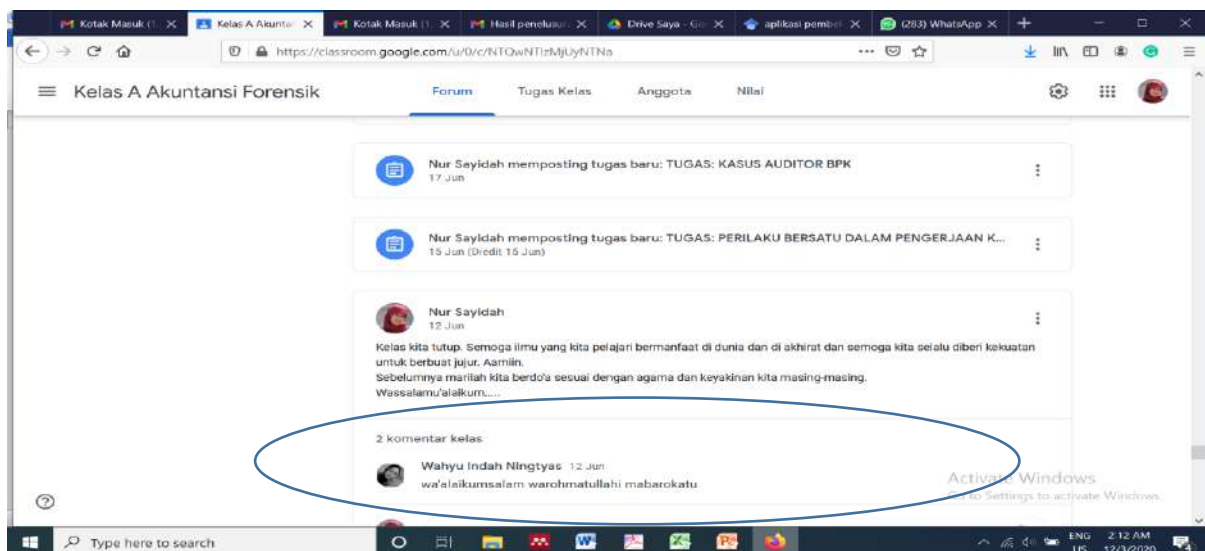 Kotak Masuk (1
Kelas A Akuntan
Kotak Masuk (1
Hasil penelusur
Drive Saya - Go
aplikasi pembel
(283) WhatsApp
classroom.google.com/u/0/c/
Kelas A Akuntansi Forensik
Forum
Tugas Kelas
Anggota
Nilai
Nur Sayidah memposting tugas baru: TUGAS: KASUS AUDITOR BPK
17 Jun
Nur Sayidah memposting tugas baru: TUGAS: PERILAKU BERSATU DALAM PENGERJAAN K...
15 Jun (Diedit 15 Jun)
Nur Sayidah
12 Jun
Kelas kita tutup. Semoga ilmu yang kita pelajari bermanfaat di dunia dan di akhirat dan semoga kita selalu diberi kekuatan
untuk berbuat jujur. Aamiin.
Sebelumnya marilah kita berdo'a sesuai dengan agama dan keyakinan kita masing-masing.
Wassalamu'alaikum.....
2 komentar kelas
Wahyu Indah Ningtyas 12 Jun
wa'alaikumsalam warohmatullahi mabarokatu
Activate Windows
Go to Settings to activate Windows.
Type here to search
ENG
US
2:12 AM
12/3/2020